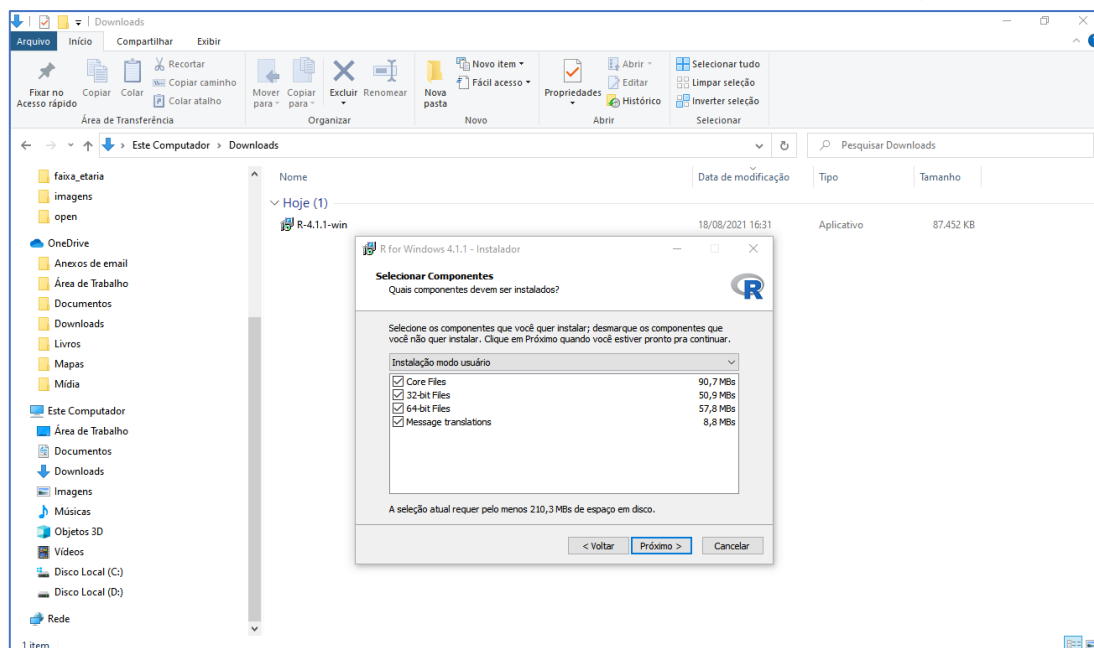 Downloads
Arquivo Início Compartilhar Exibir
Fixar no Acesso rápido
Copiar
Colar
Recortar
Copiar caminho
Colar atalho
Área de Transferência
Mover para
Copiar para
Excluir
Renomear
Organizar
Nova pasta
Novo item
Fácil acesso
Novo
Propriedades
Abrir
Editar
Histórico
Abrir
Selecionar tudo
Limpar seleção
Inverter seleção
Selecionar
Este Computador > Downloads
Pesquisar Downloads
faixa_etaria
imagens
open
OneDrive
Anexos de email
Área de Trabalho
Documentos
Downloads
Livros
Mapas
Mídia
Este Computador
Área de Trabalho
Documentos
Downloads
Imagens
Músicas
Objetos 3D
Vídeos
Disco Local (C:)
Disco Local (D:)
Rede
1 item
Nome Data de modificação Tipo Tamanho
Hoje (1)
R-4.1.1-win 18/08/2021 16:31 Aplicativo 87.452 KB
R for Windows 4.1.1 - Instalador
Selecionar Componentes
Quais componentes devem ser instalados?
R
Selecione os componentes que você quer instalar; desmarque os componentes que
você não quer instalar. Clique em Próximo quando você estiver pronto pra continuar.
Instalação modo usuário
Core Files 90,7 MBs
32-bit Files 50,9 MBs
64-bit Files 57,8 MBs
Message translations 8,8 MBs
A seleção atual requer pelo menos 210,3 MBs de espaço em disco.
< Voltar Próximo > Cancelar